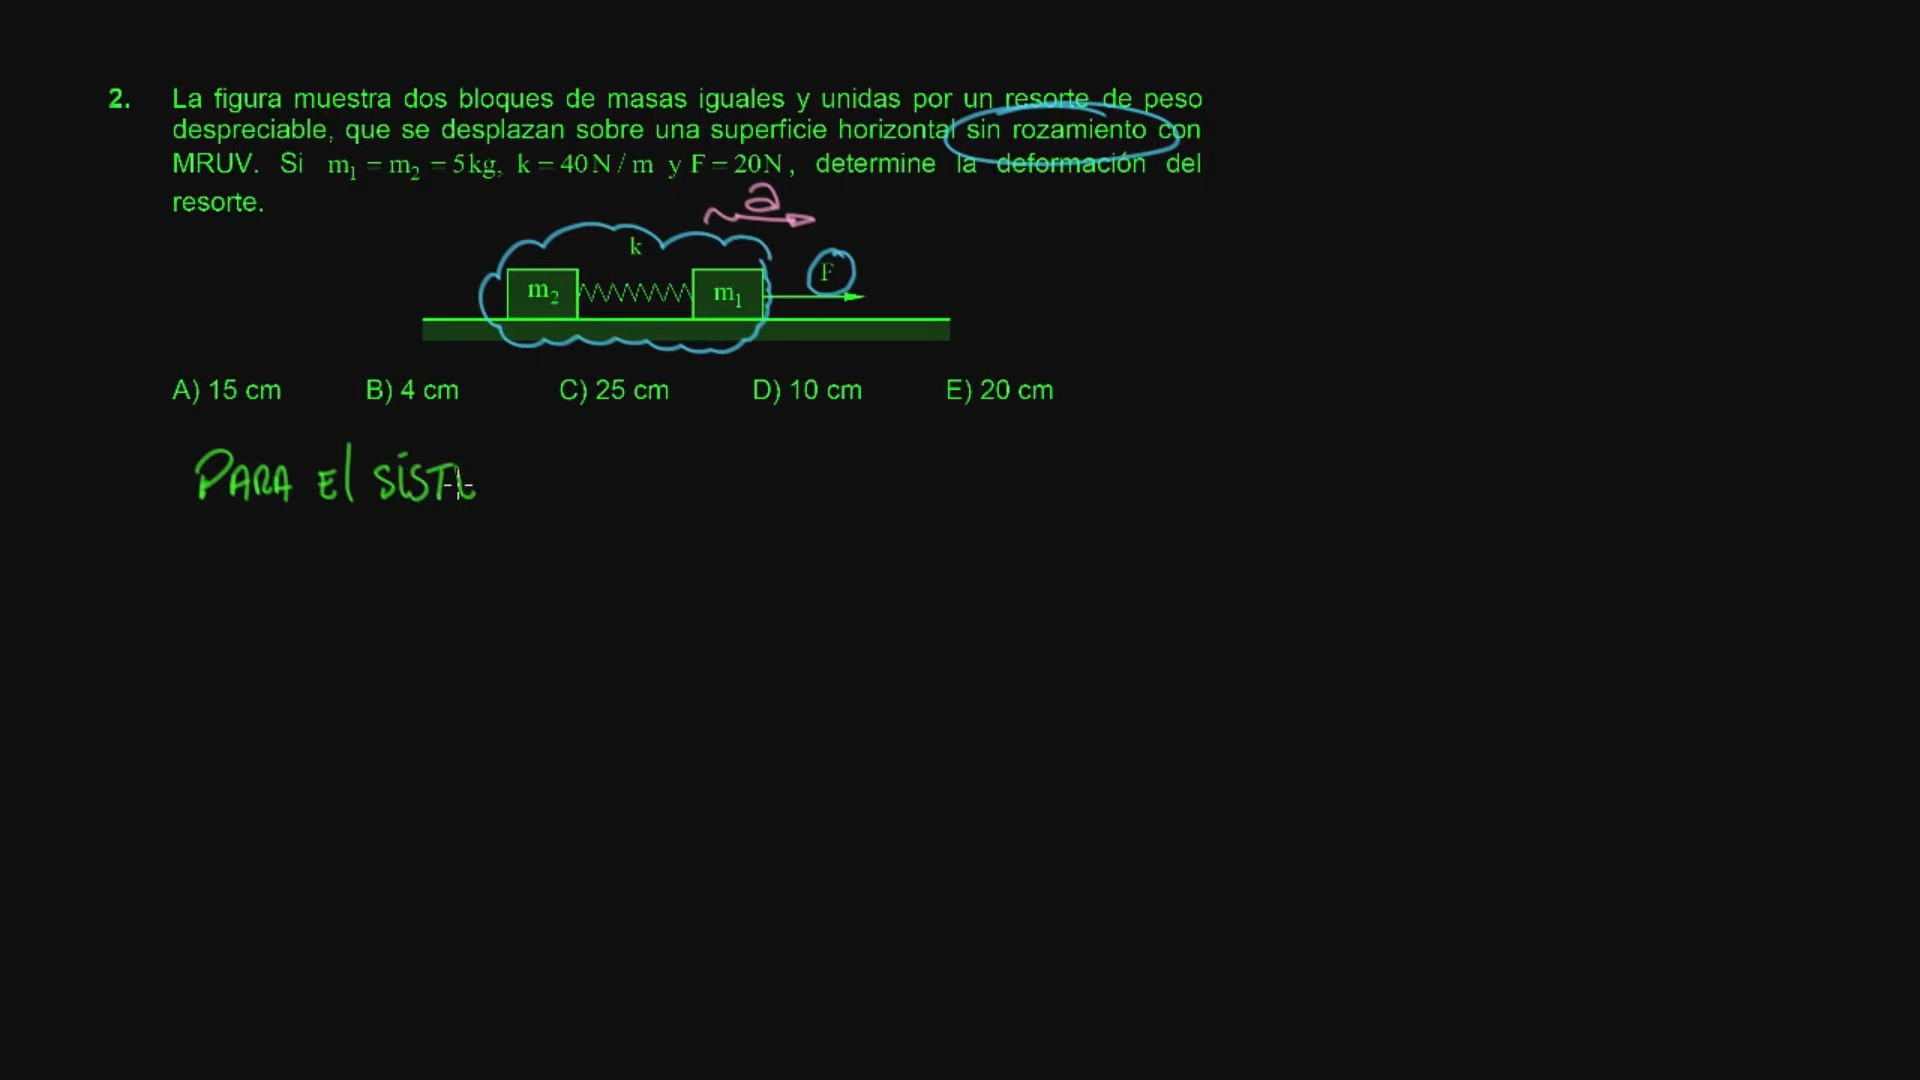 2. La figura muestra dos bloques de masas iguales y unidas por un resorte de peso
despreciable, que se desplazan sobre una superficie horizontal sin rozamiento con
MRUV. Si m₁ = m₂ = 5kg, k = 40N/m y F = 20N, determine la deformación del
resorte.
a
k
F
m₂ m₁
A) 15 cm B) 4 cm C) 25 cm D) 10 cm E) 20 cm
PARA El SiST